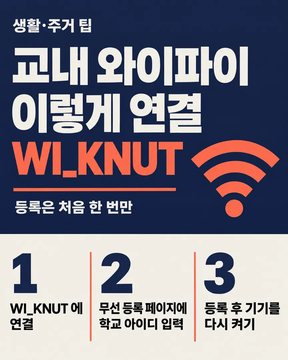 생활·주거 팁
교내 와이파이
이렇게 연결
WI_KNUT
등록은 처음 한 번만
1
WI_KNUT 에
연결
2
무선 등록 페이지에
학교 아이디 입력
3
등록 후 기기를
다시 켜기